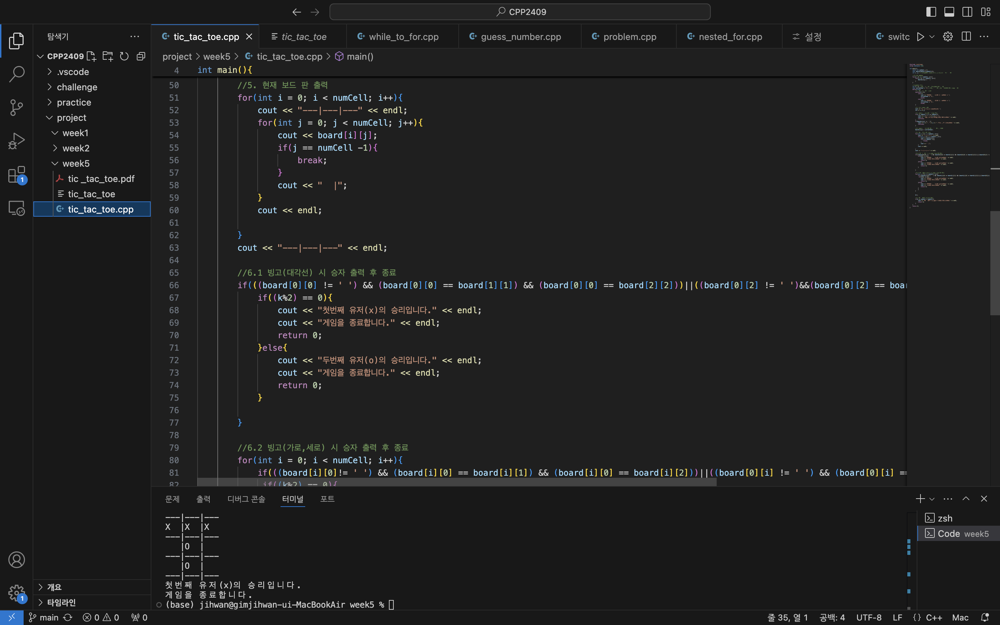 CPP2409
탐색기
tic_tac_toe.cpp
tic_tac_toe
while_to_for.cpp
guess_number.cpp
problem.cpp
nested_for.cpp
설정
switc
CPP2409
.vscode
challenge
practice
project
week1
week2
week5
tic _tac_toe.pdf
tic_tac_toe
tic_tac_toe.cpp
개요
타임라인
project > week5 > tic_tac_toe.cpp > main()
4 int main(){
50 //5. 현재 보드 판 출력
51 for(int i = 0; i < numCell; i++){
52 cout << "---|---|---" << endl;
53 for(int j = 0; j < numCell; j++){
54 cout << board[i][j];
55 if(j == numCell -1){
56 break;
57 }
58 cout << "  |";
59 }
60 cout << endl;
61
62 }
63 cout << "---|---|---" << endl;
64
65 //6.1 빙고(대각선) 시 승자 출력 후 종료
66 if(((board[0][0] != ' ') && (board[0][0] == board[1][1]) && (board[0][0] == board[2][2]))||((board[0][2] != ' ')&&(board[0][2] == boar
67 if((k%2) == 0){
68 cout << "첫번째 유저(x)의 승리입니다." << endl;
69 cout << "게임을 종료합니다." << endl;
70 return 0;
71 }else{
72 cout << "두번째 유저(o)의 승리입니다." << endl;
73 cout << "게임을 종료합니다." << endl;
74 return 0;
75 }
76
77 }
78
79 //6.2 빙고(가로,세로) 시 승자 출력 후 종료
80 for(int i = 0; i < numCell; i++){
81 if(((board[i][0]!= ' ') && (board[i][0] == board[i][1]) && (board[i][0] == board[i][2]))||((board[0][i] != ' ') && (board[0][i] ==
82 if((k%2) == 0){
문제 출력 디버그 콘솔 터미널 포트
---|---|---
X  |X  |X
---|---|---
   |O  |
---|---|---
   |O  |
---|---|---
첫번째 유저(x)의 승리입니다.
게임을 종료합니다.
(base) jihwan@gimjihwan-ui-MacBookAir week5 %
zsh
Code week5
1
1
main 0 0 0
줄 35, 열 1 공백: 4 UTF-8 LF {} C++ Mac